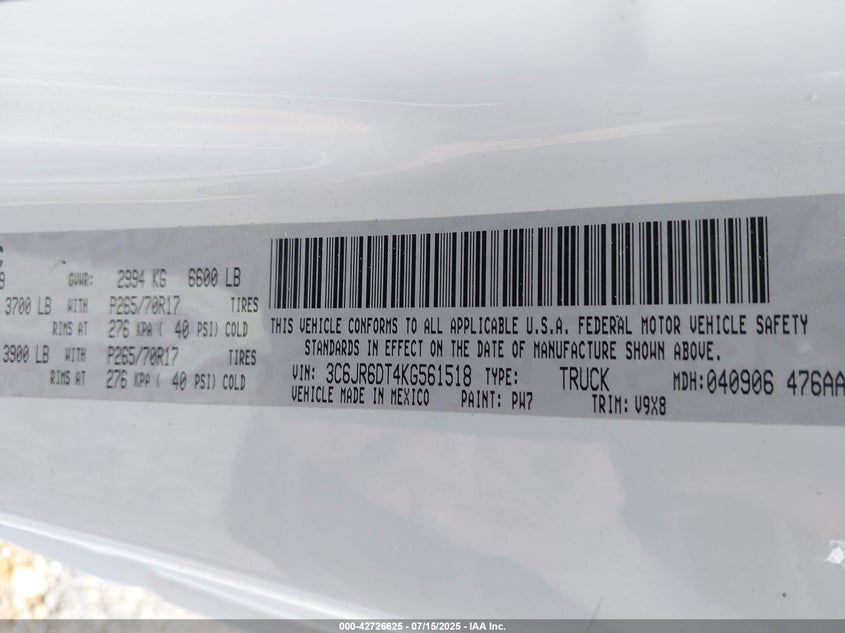 GVWR: 2994 KG 6600 LB
3700 LB WITH P265/70R17 TIRES
RIMS AT 276 KPA ( 40 PSI) COLD
3900 LB WITH P265/70R17 TIRES
RIMS AT 276 KPA ( 40 PSI) COLD
THIS VEHICLE CONFORMS TO ALL APPLICABLE U.S.A. FEDERAL MOTOR VEHICLE SAFETY
STANDARDS IN EFFECT ON THE DATE OF MANUFACTURE SHOWN ABOVE.
VIN: 3C6JR6DT4KG561518 TYPE: TRUCK MDH:040906 476AA
VEHICLE MADE IN MEXICO PAINT: PW7 TRIM: V9X8
000-42726625 - 07/15/2025 - IAA Inc.